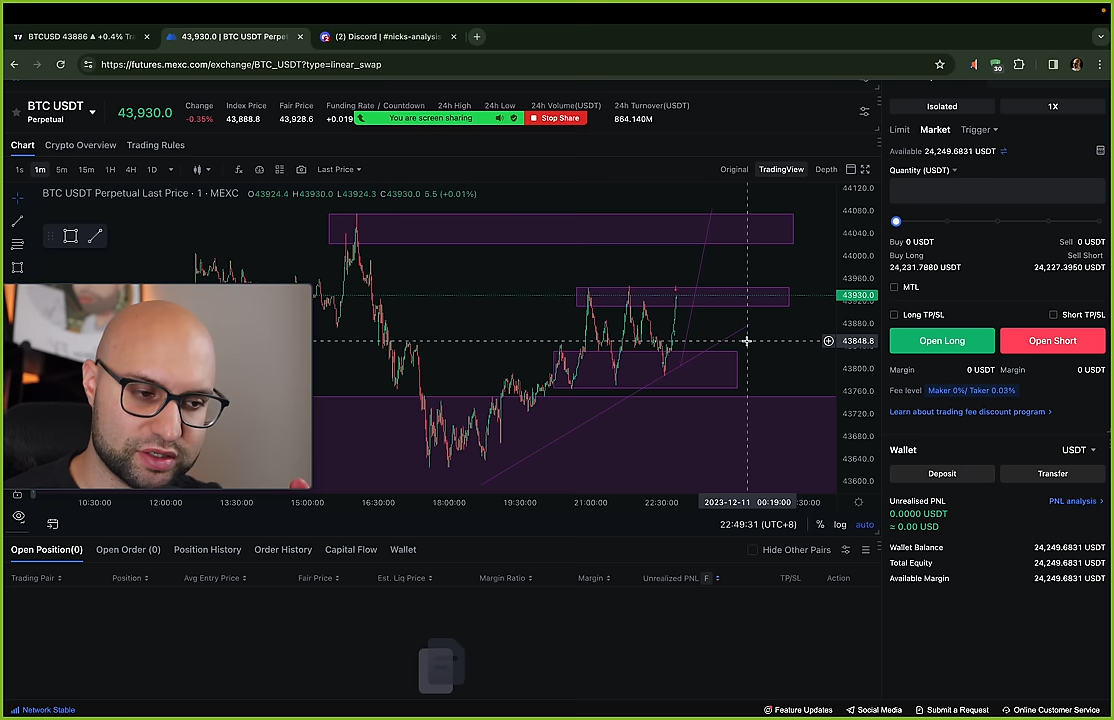 BTCUSD 43886 ▲ +0.4% Tra
43,930.0 | BTC USDT Perpet
(2) Discord | #nicks-analysis
https://futures.mexc.com/exchange/BTC_USDT?type=linear_swap
30
BTC USDT
Perpetual
43,930.0
Change
-0.35%
Index Price
43,888.8
Fair Price
43,928.6
Funding Rate / Countdown
+0.019
24h High
24h Low
24h Volume(USDT)
24h Turnover(USDT)
864.140M
You are screen sharing
Stop Share
Chart
Crypto Overview
Trading Rules
1s 1m 5m 15m 1H 4H 1D
Last Price
Original
TradingView
Depth
BTC USDT Perpetual Last Price · 1 · MEXC O43924.4 H43930.0 L43924.3 C43930.0 5.5 (+0.01%)
44120.0
44080.0
44040.0
44000.0
43960.0
43930.0
43880.0
43848.8
43800.0
43760.0
43720.0
43680.0
43640.0
43600.0
10:30:00 12:00:00 13:30:00 15:00:00 16:30:00 18:00:00 19:30:00 21:00:00 22:30:00 2023-12-11 00:19:00 :30:00
22:49:31 (UTC+8) % log auto
Open Position(0)
Open Order (0)
Position History
Order History
Capital Flow
Wallet
Hide Other Pairs
Trading Pair
Position
Avg Entry Price
Fair Price
Est. Liq Price
Margin Ratio
Margin
Unrealized PNL F
TP/SL
Action
Isolated
1X
Limit Market Trigger
Available 24,249.6831 USDT
Quantity (USDT)
Buy 0 USDT
Sell 0 USDT
Buy Long
Sell Short
24,231.7880 USDT
24,227.3950 USDT
MTL
Long TP/SL
Short TP/SL
Open Long
Open Short
Margin 0 USDT
Margin 0 USDT
Fee level Maker 0%/ Taker 0.03%
Learn about trading fee discount program >
Wallet
USDT
Deposit
Transfer
Unrealised PNL
PNL analysis >
0.0000 USDT
≈ 0.00 USD
Wallet Balance
24,249.6831 USDT
Total Equity
24,249.6831 USDT
Available Margin
24,249.6831 USDT
Network Stable
Feature Updates
Social Media
Submit a Request
Online Customer Service